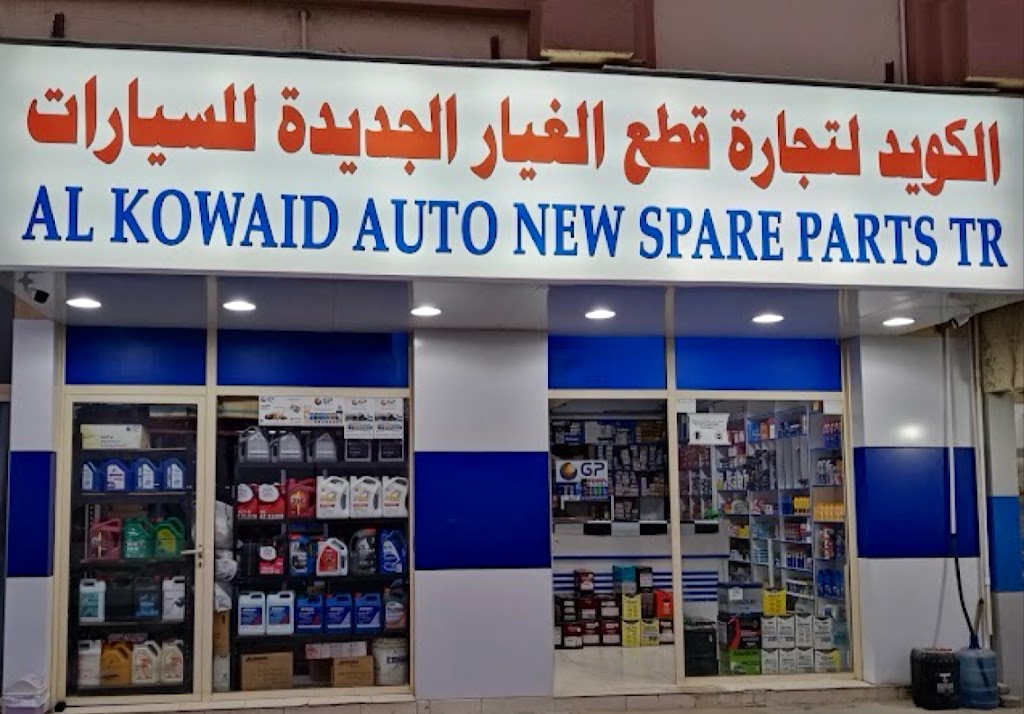 الكويد لتجارة قطع الغيار الجديدة للسيارات
AL KOWAID AUTO NEW SPARE PARTS TR
GP